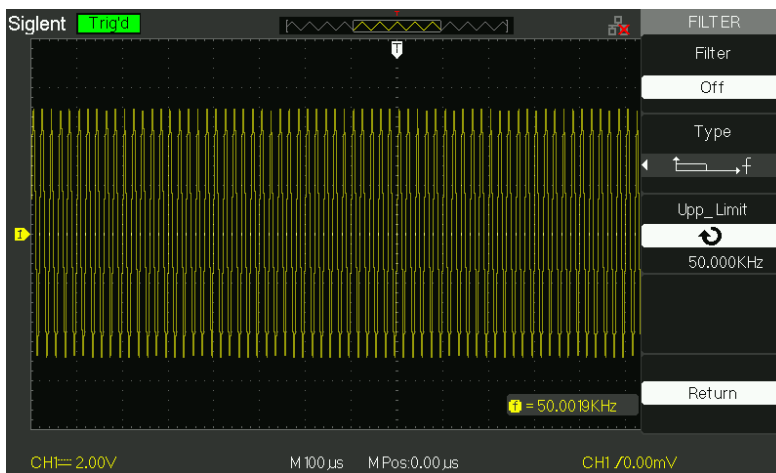 Siglent Trig'd
T
FILTER
Filter
Off
Type
f
Upp_Limit
50.000KHz
Return
1
f = 50.0019KHz
CH1 2.00V M 100µs M Pos:0.00µs CH1 / 0.00mV